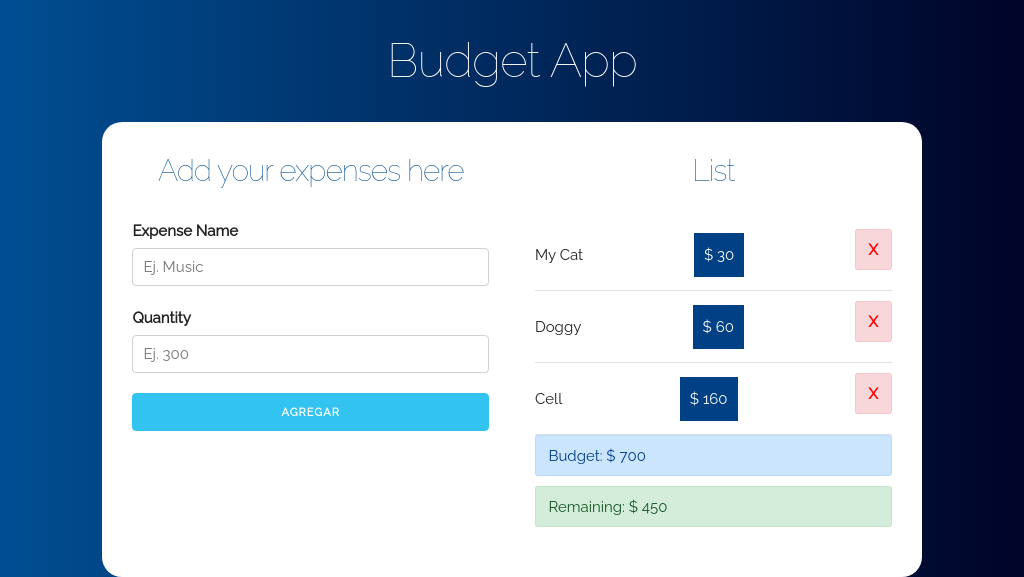 Budget App
Add your expenses here
Expense Name
Ej. Music
Quantity
Ej. 300
AGREGAR
List
My Cat $ 30 X
Doggy $ 60 X
Cell $ 160 X
Budget: $ 700
Remaining: $ 450